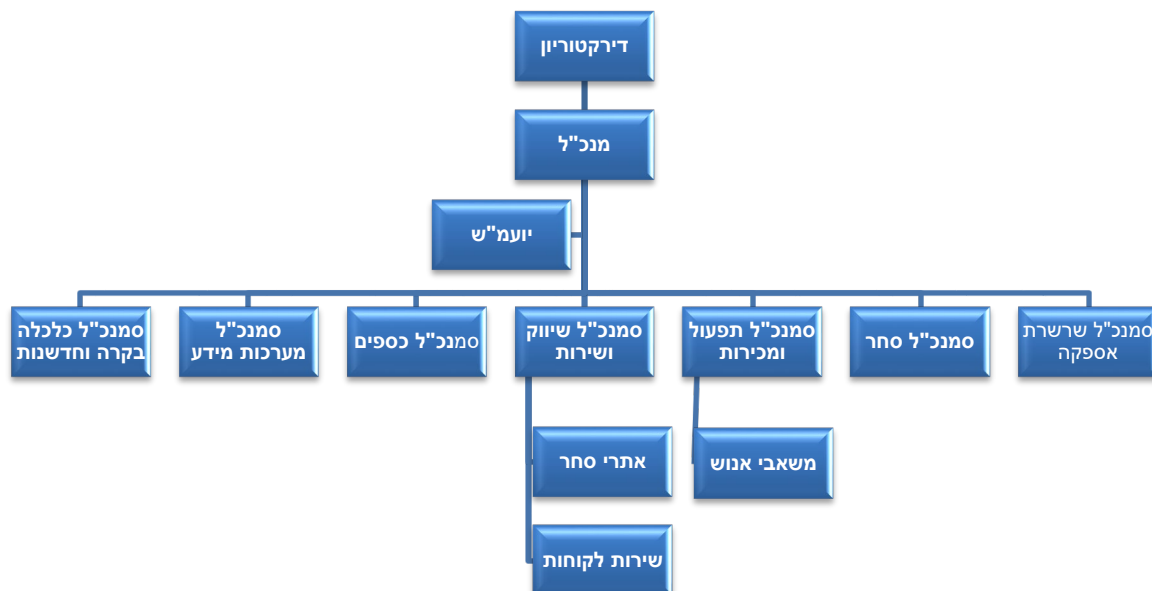 דירקטוריון
מנכ"ל
יועמ"ש
סמנכ"ל שרשרת
אספקה
סמנכ"ל סחר
סמנכ"ל תפעול
ומכירות
סמנכ"ל שיווק
ושירות
סמנכ"ל כספים
סמנכ"ל
מערכות מידע
סמנכ"ל כלכלה
בקרה וחדשנות
משאבי אנוש
אתרי סחר
שירות לקוחות